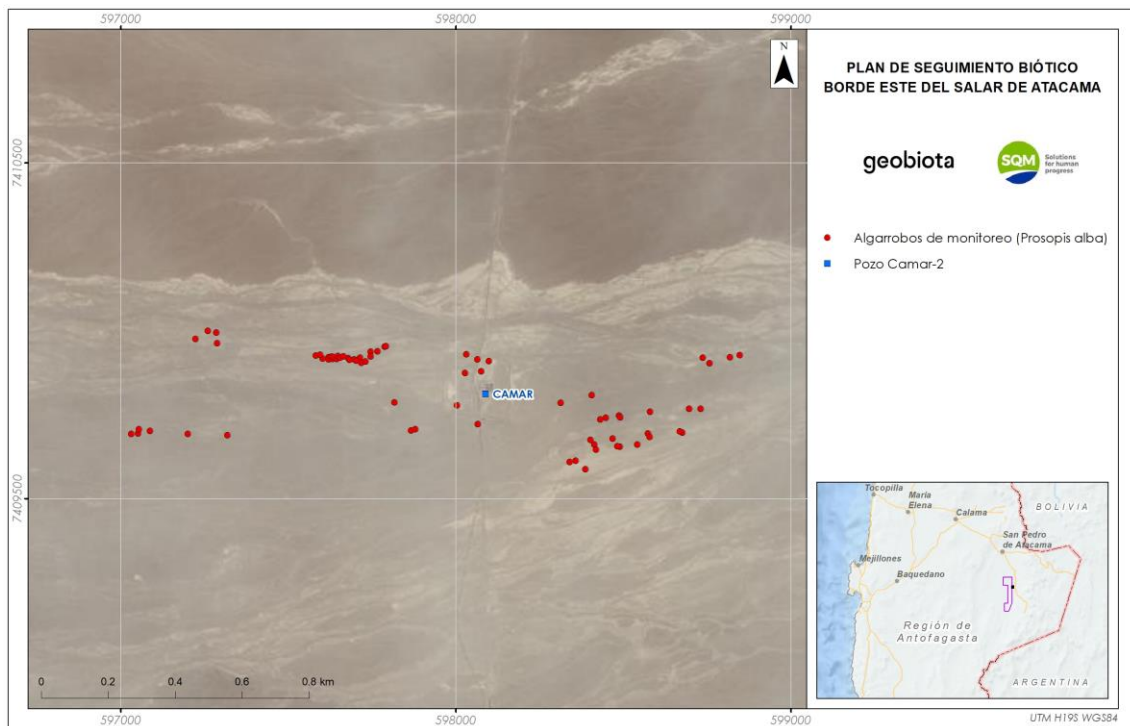 597000
598000
599000
7410500
7409500
N
CAMAR
0 0.2 0.4 0.6 0.8 km
597000
598000
599000
PLAN DE SEGUIMIENTO BIÓTICO
BORDE ESTE DEL SALAR DE ATACAMA
geobiota
SQM
Solutions
for human
progress
Algarrobos de monitoreo (Prosopis alba)
Pozo Camar-2
Tocopilla
María
Elena
Calama
BOLIVIA
San Pedro
de Atacama
Mejillones
Baquedano
Región de
Antofagasta
ARGENTINA
UTM H19S WGS84